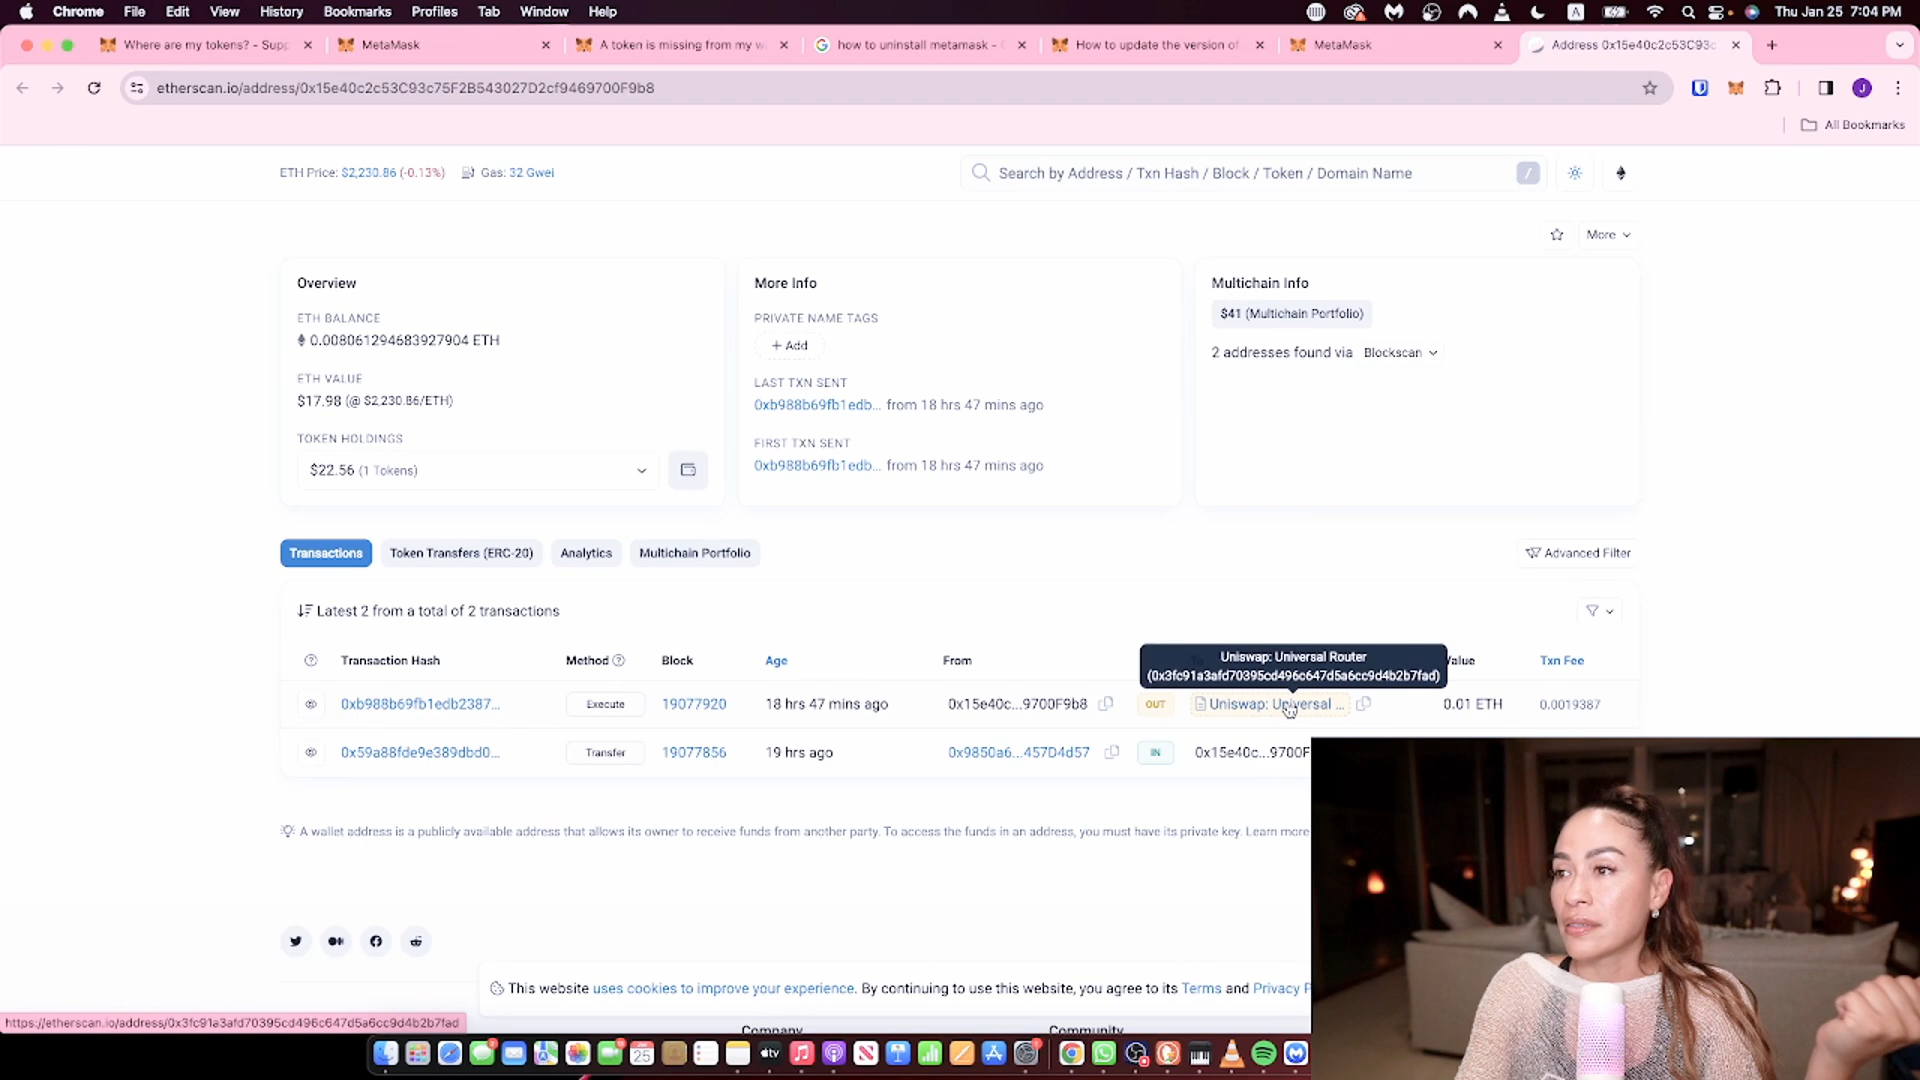 Chrome File Edit View History Bookmarks Profiles Tab Window Help
Thu Jan 25 7:04 PM
Where are my tokens? - Supp
MetaMask
A token is missing from my w
how to uninstall metamask -
How to update the version of
MetaMask
Address 0x15e40c2c53C93c
etherscan.io/address/0x15e40c2c53C93c75F2B543027D2cf9469700F9b8
J
All Bookmarks
ETH Price: $2,230.86 (-0.13%) Gas: 32 Gwei
Search by Address / Txn Hash / Block / Token / Domain Name
/
More
Overview
ETH BALANCE
0.008061294683927904 ETH
ETH VALUE
$17.98 (@ $2,230.86/ETH)
TOKEN HOLDINGS
$22.56 (1 Tokens)
More Info
PRIVATE NAME TAGS
+ Add
LAST TXN SENT
0xb988b69fb1edb... from 18 hrs 47 mins ago
FIRST TXN SENT
0xb988b69fb1edb... from 18 hrs 47 mins ago
Multichain Info
$41 (Multichain Portfolio)
2 addresses found via Blockscan
Transactions Token Transfers (ERC-20) Analytics Multichain Portfolio
Advanced Filter
Latest 2 from a total of 2 transactions
Uniswap: Universal Router
(0x3fc91a3afd70395cd496c647d5a6cc9d4b2b7fad)
Transaction Hash Method Block Age From Value Txn Fee
0xb988b69fb1edb2387... Execute 19077920 18 hrs 47 mins ago 0x15e40c...9700F9b8 OUT Uniswap: Universal ... 0.01 ETH 0.0019387
0x59a88fde9e389dbd0... Transfer 19077856 19 hrs ago 0x9850a6...457D4d57 IN 0x15e40c...9700F
A wallet address is a publicly available address that allows its owner to receive funds from another party. To access the funds in an address, you must have its private key. Learn more
This website uses cookies to improve your experience. By continuing to use this website, you agree to its Terms and Privacy P
https://etherscan.io/address/0x3fc91a3afd70395cd496c647d5a6cc9d4b2b7fad
Company
Community
25
tv